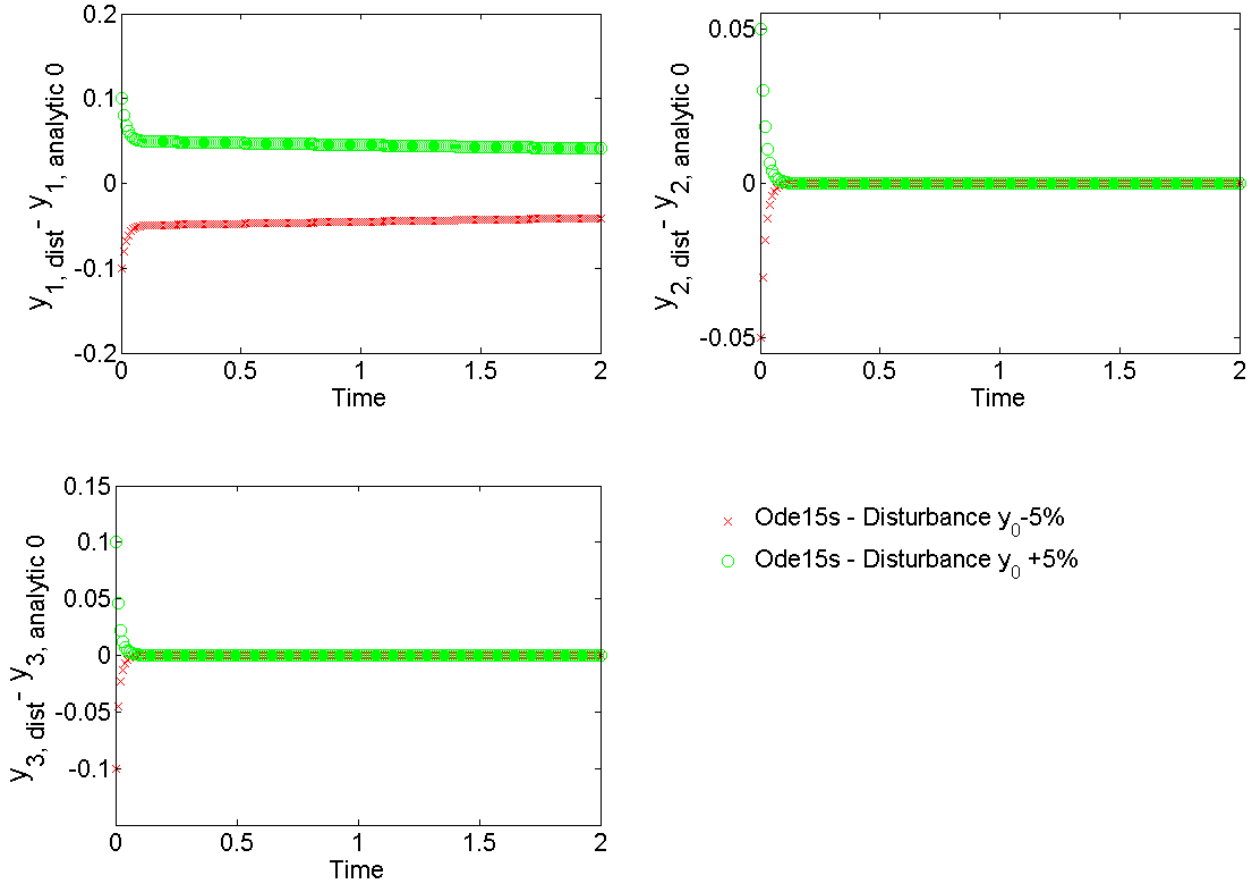 0.2
0.1
0
-0.1
-0.2
y1, dist - y1, analytic 0
0 0.5 1 1.5 2
Time
0.05
0
-0.05
y2, dist - y2, analytic 0
0 0.5 1 1.5 2
Time
0.15
0.1
0.05
0
-0.05
-0.1
y3, dist - y3, analytic 0
0 0.5 1 1.5 2
Time
Ode15s - Disturbance y0-5%
Ode15s - Disturbance y0 +5%